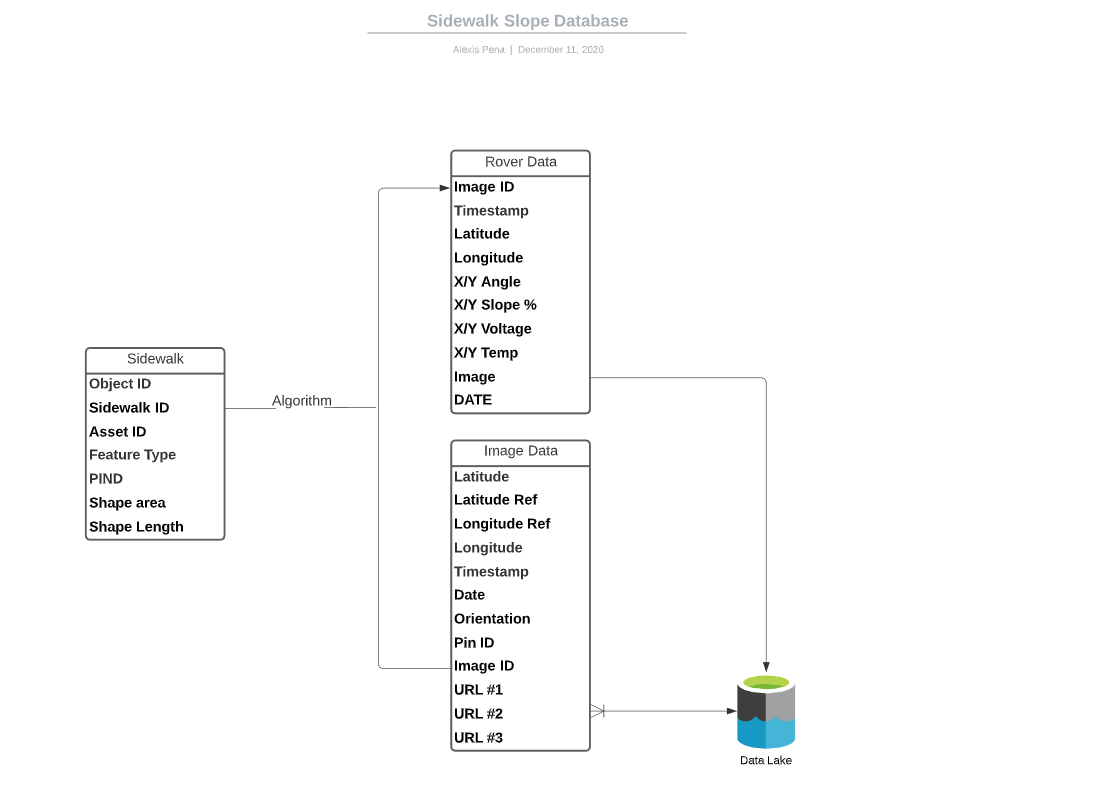 Sidewalk Slope Database
Alexis Pena | December 11, 2020
Rover Data
Image ID
Timestamp
Latitude
Longitude
X/Y Angle
X/Y Slope %
X/Y Voltage
X/Y Temp
Image
DATE
Sidewalk
Object ID
Sidewalk ID
Asset ID
Feature Type
PIND
Shape area
Shape Length
Algorithm
Image Data
Latitude
Latitude Ref
Longitude Ref
Longitude
Timestamp
Date
Orientation
Pin ID
Image ID
URL #1
URL #2
URL #3
Data Lake